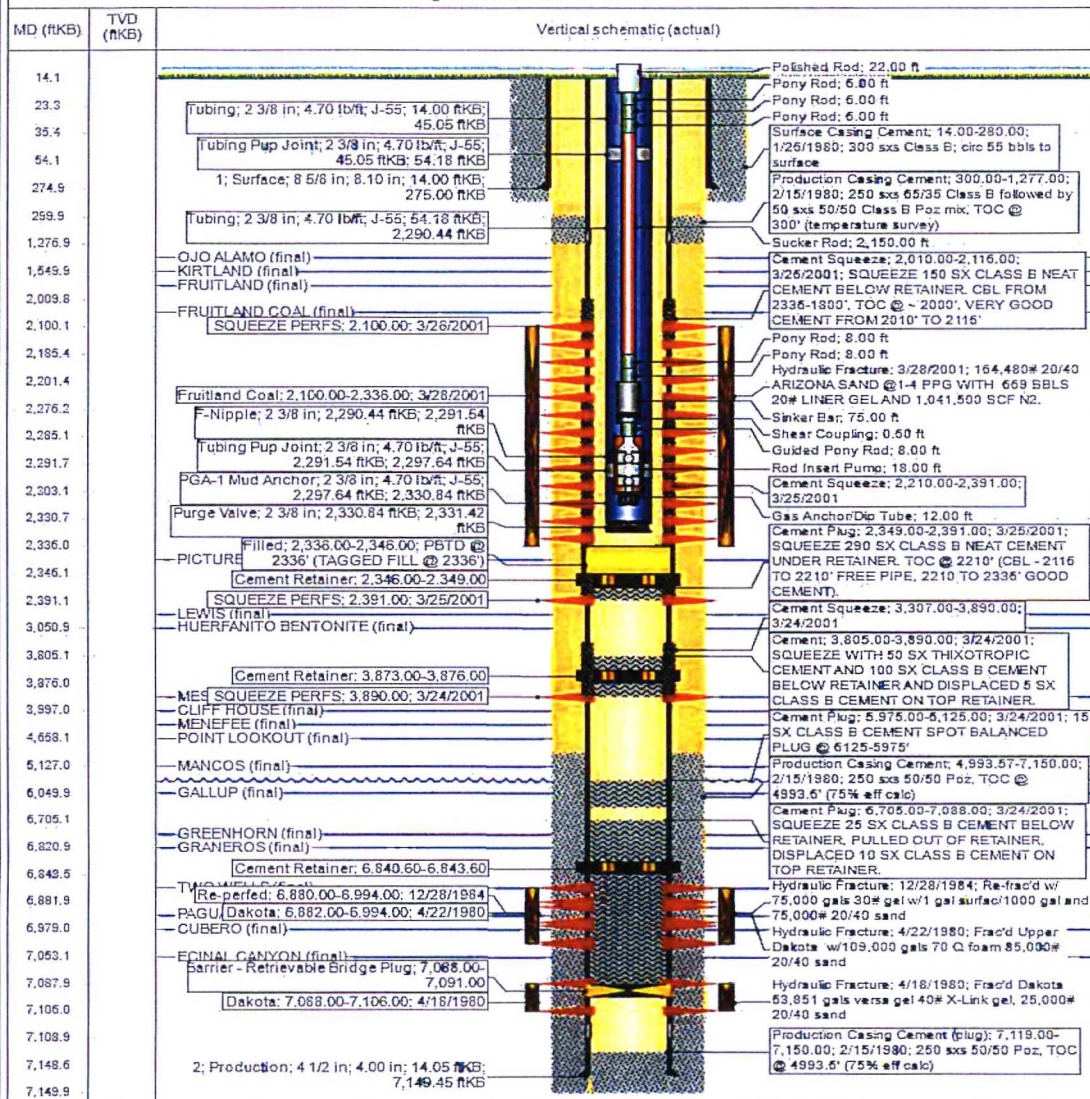 MD (ftKB)
TVD
(ftKB)
Vertical schematic (actual)
14.1
23.3
35.4
54.1
274.9
299.9
1,276.9
1,549.9
2,009.8
2,100.1
2,185.4
2,201.4
2,276.2
2,285.1
2,291.7
2,303.1
2,330.7
2,336.0
2,346.1
2,391.1
3,050.9
3,805.1
3,876.0
3,997.0
4,658.1
5,127.0
6,049.9
6,705.1
6,820.9
6,843.5
6,881.9
6,979.0
7,053.1
7,087.9
7,106.0
7,108.9
7,148.6
7,149.9
Tubing; 2 3/8 in; 4.70 lb/ft; J-55; 14.00 ftKB;
45.05 ftKB
Tubing Pup Joint; 2 3/8 in; 4.70 lb/ft; J-55;
45.05 ftKB; 54.18 ftKB
1; Surface; 8 5/8 in; 8.10 in; 14.00 ftKB;
275.00 ftKB
Tubing; 2 3/8 in; 4.70 lb/ft; J-55; 54.18 ftKB;
2,290.44 ftKB
OJO ALAMO (final)
KIRTLAND (final)
FRUITLAND (final)
FRUITLAND COAL (final)
SQUEEZE PERFS; 2,100.00; 3/26/2001
Fruitland Coal; 2,100.00-2,336.00; 3/28/2001
F-Nipple; 2 3/8 in; 2,290.44 ftKB; 2,291.54
ftKB
Tubing Pup Joint; 2 3/8 in; 4.70 lb/ft; J-55;
2,291.54 ftKB; 2,297.64 ftKB
PGA-1 Mud Anchor; 2 3/8 in; 4.70 lb/ft; J-55;
2,297.64 ftKB; 2,330.84 ftKB
Purge Valve; 2 3/8 in; 2,330.84 ftKB; 2,331.42
ftKB
Filled; 2,336.00-2,346.00; PBTD @
2336' (TAGGED FILL @ 2336')
PICTURE
Cement Retainer; 2,346.00-2,349.00
SQUEEZE PERFS; 2,391.00; 3/25/2001
LEWIS (final)
HUERFANITO BENTONITE (final)
Cement Retainer; 3,873.00-3,876.00
MES
SQUEEZE PERFS; 3,890.00; 3/24/2001
CLIFF HOUSE (final)
MENEFEE (final)
POINT LOOKOUT (final)
MANCOS (final)
GALLUP (final)
GREENHORN (final)
GRANEROS (final)
Cement Retainer; 6,840.60-6,843.60
TWO WELLS (final)
Re-perfed; 6,880.00-6,994.00; 12/28/1984
PAGUA
Dakota; 6,882.00-6,994.00; 4/22/1980
CUBERO (final)
ECINAL CANYON (final)
Barrier - Retrievable Bridge Plug; 7,088.00-
7,091.00
Dakota; 7,088.00-7,106.00; 4/18/1980
2; Production; 4 1/2 in; 4.00 in; 14.05 ftKB;
7,149.45 ftKB
Polished Rod; 22.00 ft
Pony Rod; 6.00 ft
Pony Rod; 6.00 ft
Pony Rod; 6.00 ft
Surface Casing Cement; 14.00-280.00;
1/26/1980; 300 sxs Class B; circ 55 bbls to
surface
Production Casing Cement; 300.00-1,277.00;
2/15/1980; 250 sxs 65/35 Class B followed by
50 sxs 50/50 Class B Poz mix, TOC @
300' (temperature survey)
Sucker Rod; 2,150.00 ft
Cement Squeeze; 2,010.00-2,116.00;
3/26/2001; SQUEEZE 150 SX CLASS B NEAT
CEMENT BELOW RETAINER. CBL FROM
2336-1800', TOC @ ~2000', VERY GOOD
CEMENT FROM 2010' TO 2115'
Pony Rod; 8.00 ft
Pony Rod; 8.00 ft
Hydraulic Fracture; 3/28/2001; 164,480# 20/40
ARIZONA SAND @1-4 PPG WITH 669 BBLS
20# LINER GEL AND 1,041,500 SCF N2.
Sinker Bar; 75.00 ft
Shear Coupling; 0.50 ft
Guided Pony Rod; 8.00 ft
Rod Insert Pump; 18.00 ft
Cement Squeeze; 2,210.00-2,391.00;
3/25/2001
Gas Anchor/Dip Tube; 12.00 ft
Cement Plug; 2,349.00-2,391.00; 3/25/2001;
SQUEEZE 290 SX CLASS B NEAT CEMENT
UNDER RETAINER. TOC @ 2210' (CBL - 2115
TO 2210' FREE PIPE, 2210 TO 2336' GOOD
CEMENT).
Cement Squeeze; 3,307.00-3,890.00;
3/24/2001
Cement; 3,805.00-3,890.00; 3/24/2001;
SQUEEZE WITH 50 SX THIXOTROPIC
CEMENT AND 100 SX CLASS B CEMENT
BELOW RETAINER AND DISPLACED 5 SX
CLASS B CEMENT ON TOP RETAINER.
Cement Plug; 5,975.00-6,125.00; 3/24/2001; 15
SX CLASS B CEMENT SPOT BALANCED
PLUG @ 6125-5975'
Production Casing Cement; 4,993.57-7,150.00;
2/15/1980; 250 sxs 50/50 Poz, TOC @
4993.6' (75% eff calc)
Cement Plug; 6,705.00-7,088.00; 3/24/2001;
SQUEEZE 25 SX CLASS B CEMENT BELOW
RETAINER, PULLED OUT OF RETAINER,
DISPLACED 10 SX CLASS B CEMENT ON
TOP RETAINER.
Hydraulic Fracture; 12/28/1984; Re-frac'd w/
75,000 gals 30# gel w/1 gal surfac/1000 gal and
75,000# 20/40 sand
Hydraulic Fracture; 4/22/1980; Frac'd Upper
Dakota w/109,000 gals 70 Q foam 85,000#
20/40 sand
Hydraulic Fracture; 4/18/1980; Frac'd Dakota
53,851 gals versa gel 40# X-Link gel, 25,000#
20/40 sand
Production Casing Cement (plug); 7,119.00-
7,150.00; 2/15/1980; 250 sxs 50/50 Poz, TOC
@ 4993.6' (75% eff calc)